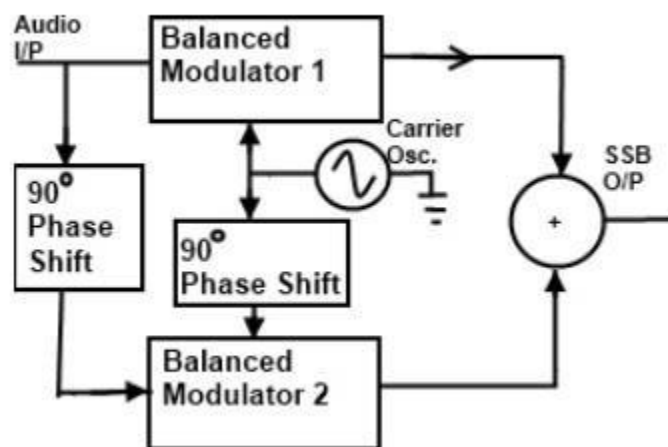 Audio
I/P
Balanced
Modulator 1
Carrier
Osc.
SSB
O/P
+
90°
Phase
Shift
90°
Phase Shift
Balanced
Modulator 2